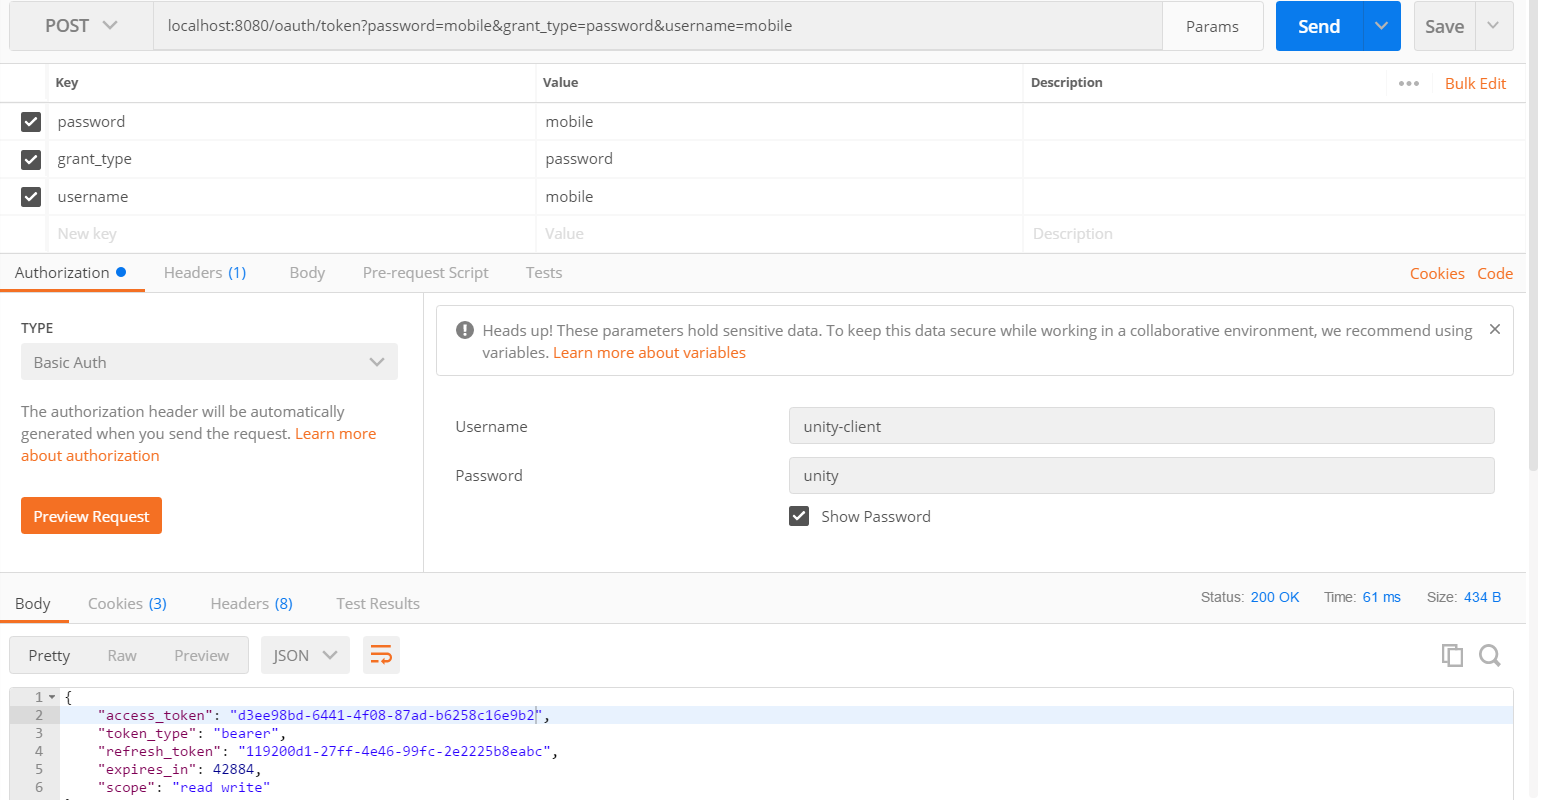 POST localhost:8080/oauth/token?password=mobile&grant_type=password&username=mobile Params Send Save
Key Value Description ••• Bulk Edit
password mobile
grant_type password
username mobile
New key Value Description
Authorization Headers (1) Body Pre-request Script Tests Cookies Code
TYPE
Basic Auth
The authorization header will be automatically
generated when you send the request. Learn more
about authorization
Preview Request
Heads up! These parameters hold sensitive data. To keep this data secure while working in a collaborative environment, we recommend using
variables. Learn more about variables
Username unity-client
Password unity
Show Password
Body Cookies (3) Headers (8) Test Results Status: 200 OK Time: 61 ms Size: 434 B
Pretty Raw Preview JSON
1 {
2 "access_token": "d3ee98bd-6441-4f08-87ad-b6258c16e9b2",
3 "token_type": "bearer",
4 "refresh_token": "119200d1-27ff-4e46-99fc-2e2225b8eabc",
5 "expires_in": 42884,
6 "scope": "read write"